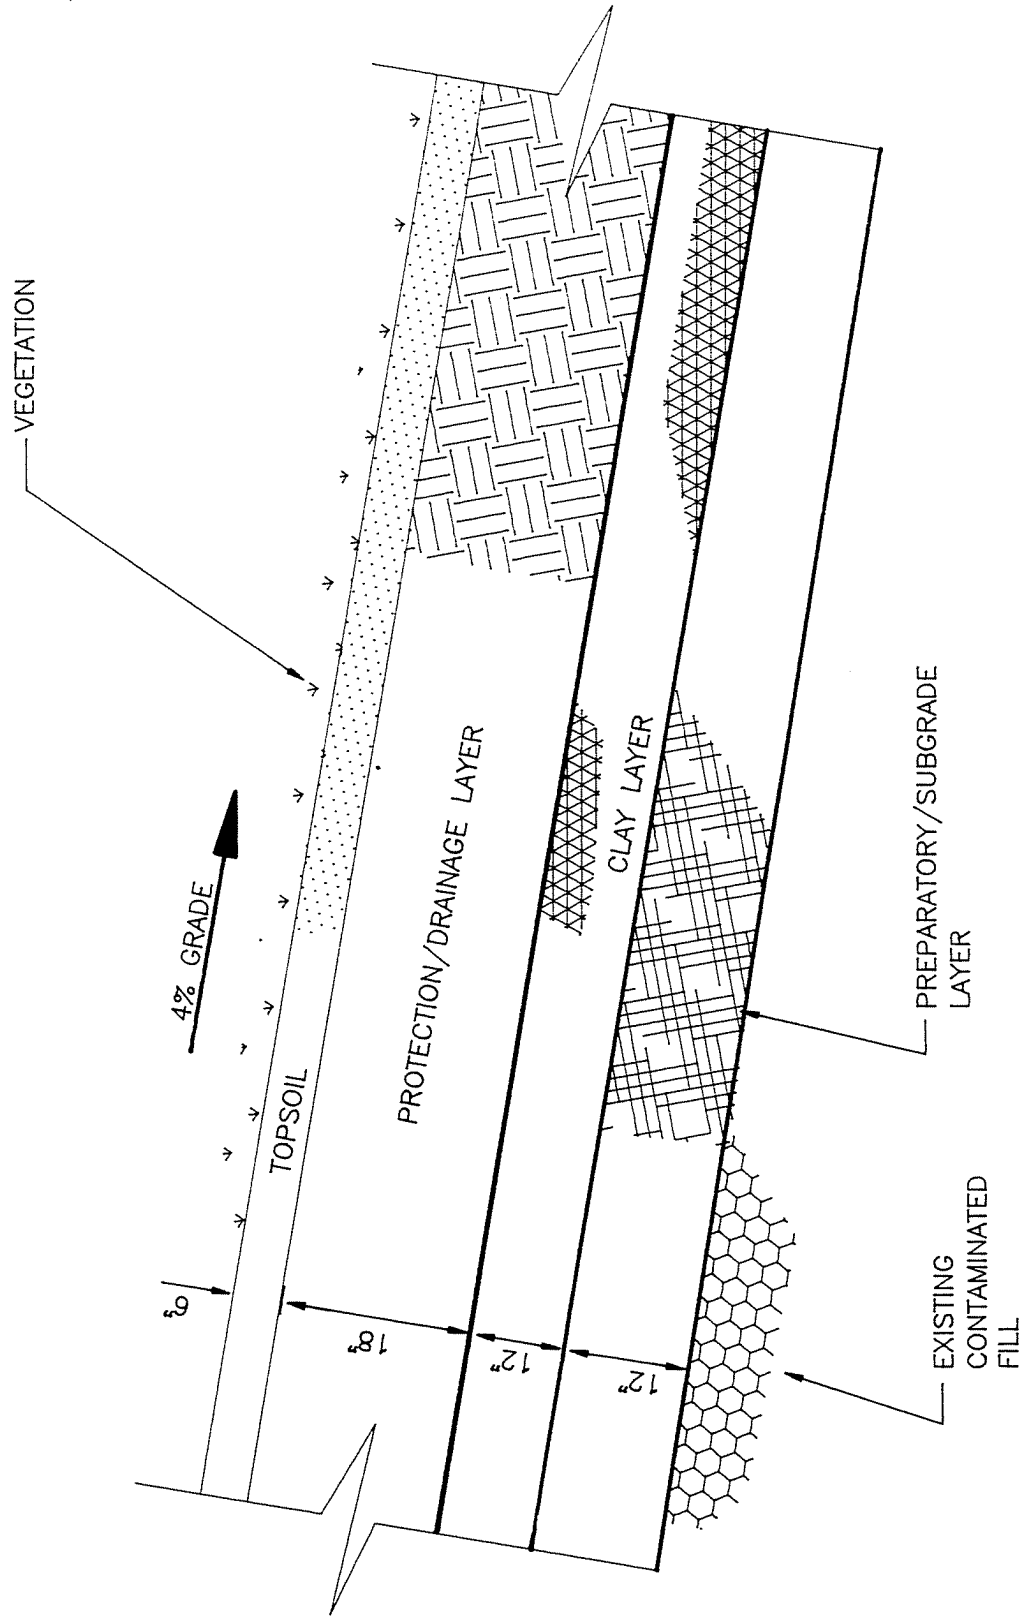 VEGETATION
4% GRADE
TOPSOIL
PROTECTION/DRAINAGE LAYER
CLAY LAYER
6"
18"
12"
12"
PREPARATORY/SUBGRADE
LAYER
EXISTING
CONTAMINATED
FILL